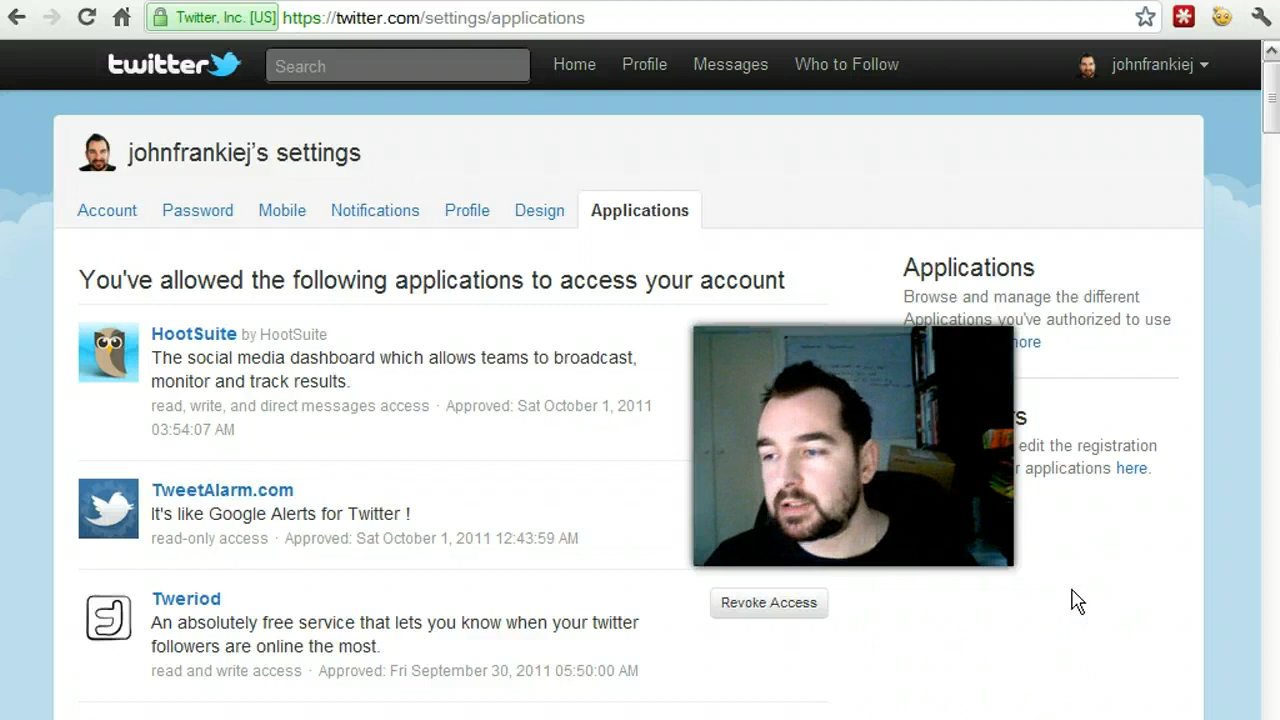 Twitter, Inc. [US] https://twitter.com/settings/applications
twitter Search Home Profile Messages Who to Follow johnfrankiej
johnfrankiej's settings
Account Password Mobile Notifications Profile Design Applications
You've allowed the following applications to access your account
HootSuite by HootSuite
The social media dashboard which allows teams to broadcast,
monitor and track results.
read, write, and direct messages access · Approved: Sat October 1, 2011
03:54:07 AM
TweetAlarm.com
It's like Google Alerts for Twitter !
read-only access · Approved: Sat October 1, 2011 12:43:59 AM
Tweriod
Revoke Access
An absolutely free service that lets you know when your twitter
followers are online the most.
read and write access · Approved: Fri September 30, 2011 05:50:00 AM
Applications
Browse and manage the different
Applications you've authorized to use
edit the registration
applications here.